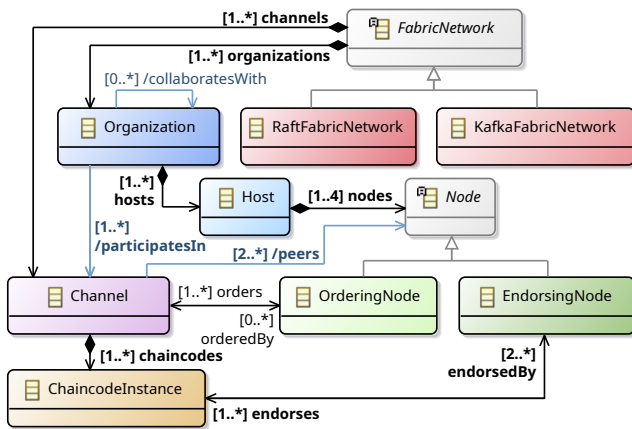 [1..*] channels
FabricNetwork
[1..*] organizations
[0..*] /collaboratesWith
Organization
RaftFabricNetwork
KafkaFabricNetwork
[1..*]
hosts
Host
[1..4] nodes
Node
[1..*]
/participatesIn
[2..*] /peers
Channel
[1..*] orders
[0..*]
orderedBy
OrderingNode
EndorsingNode
[1..*] chaincodes
[2..*]
endorsedBy
ChaincodeInstance
[1..*] endorses